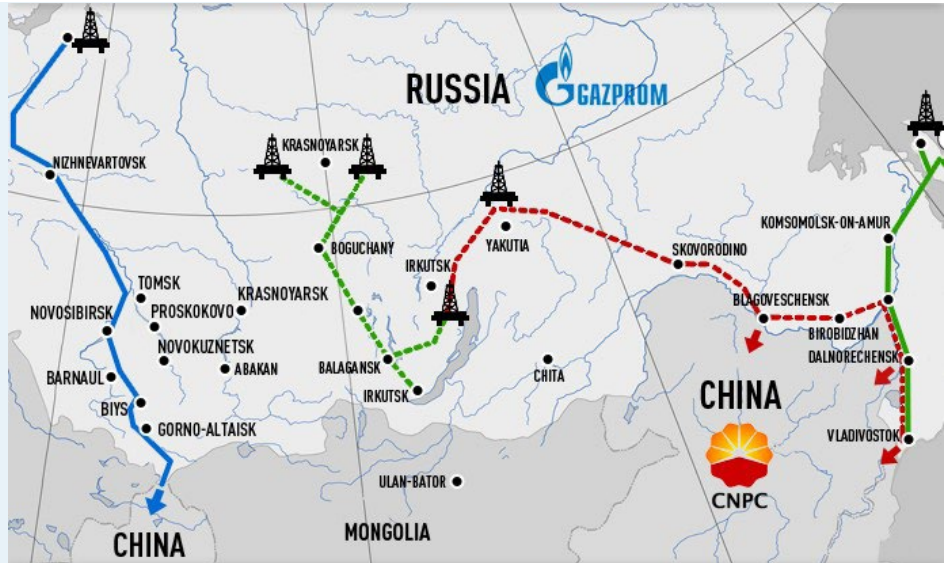 RUSSIA
GAZPROM
KRASNOYARSK
NIZHNEVARTOVSK
KOMSOMOLSK-ON-AMUR
YAKUTIA
BOGUCHANY
SKOVORODINO
IRKUTSK
TOMSK
KRASNOYARSK
PROSKOKOVO
NOVOSIBIRSK
BLAGOVESCHENSK
BIROBIDZHAN
NOVOKUZNETSK
DALNORECHENSK
ABAKAN
BALAGANSK
BARNAUL
CHITA
IRKUTSK
CHINA
BIYS
GORNO-ALTAISK
VLADIVOSTOK
ULAN-BATOR
CNPC
MONGOLIA
CHINA